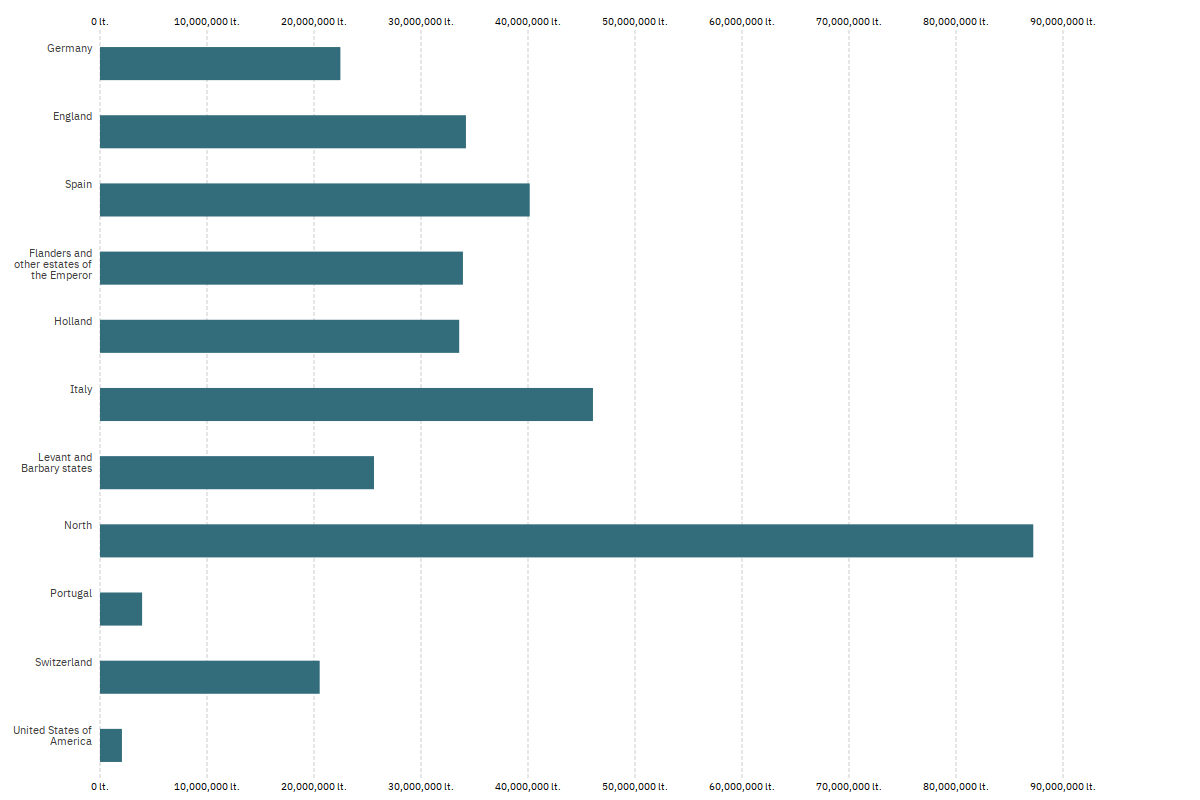 0 lt. 10,000,000 lt. 20,000,000 lt. 30,000,000 lt. 40,000,000 lt. 50,000,000 lt. 60,000,000 lt. 70,000,000 lt. 80,000,000 lt. 90,000,000 lt.
Germany
England
Spain
Flanders and
other estates of
the Emperor
Holland
Italy
Levant and
Barbary states
North
Portugal
Switzerland
United States of
America
0 lt. 10,000,000 lt. 20,000,000 lt. 30,000,000 lt. 40,000,000 lt. 50,000,000 lt. 60,000,000 lt. 70,000,000 lt. 80,000,000 lt. 90,000,000 lt.